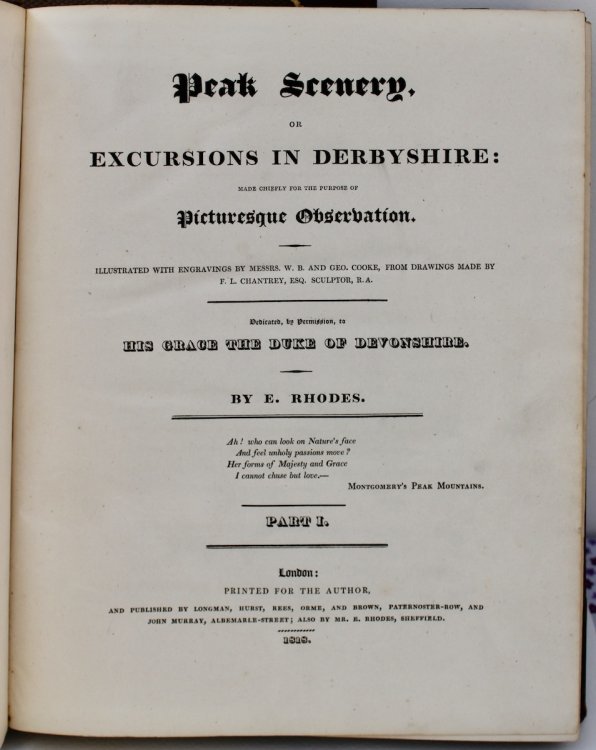 Peak Scenery,
OR
EXCURSIONS IN DERBYSHIRE:
MADE CHIEFLY FOR THE PURPOSE OF
Picturesque Observation.
ILLUSTRATED WITH ENGRAVINGS BY MESSRS. W. B. AND GEO. COOKE, FROM DRAWINGS MADE BY
F. L. CHANTREY, ESQ. SCULPTOR, R.A.
Dedicated, by Permission, to
HIS GRACE THE DUKE OF DEVONSHIRE.
BY E. RHODES.
Ah! who can look on Nature's face
And feel unholy passions move?
Her forms of Majesty and Grace
I cannot chuse but love.—
MONTGOMERY'S PEAK MOUNTAINS.
PART I.
London:
PRINTED FOR THE AUTHOR,
AND PUBLISHED BY LONGMAN, HURST, REES, ORME, AND BROWN, PATERNOSTER-ROW, AND
JOHN MURRAY, ALBEMARLE-STREET; ALSO BY MR. E. RHODES, SHEFFIELD.
1818.